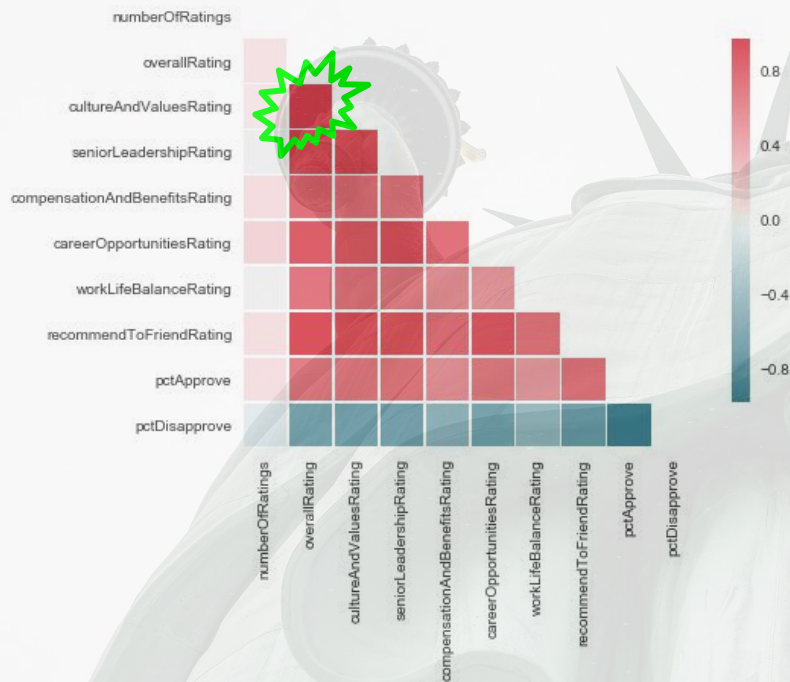 numberOfRatings
overallRating
cultureAndValuesRating
seniorLeadershipRating
compensationAndBenefitsRating
careerOpportunitiesRating
workLifeBalanceRating
recommendToFriendRating
pctApprove
pctDisapprove
0.8
0.4
0.0
−0.4
−0.8
numberOfRatings
overallRating
cultureAndValuesRating
seniorLeadershipRating
compensationAndBenefitsRating
careerOpportunitiesRating
workLifeBalanceRating
recommendToFriendRating
pctApprove
pctDisapprove